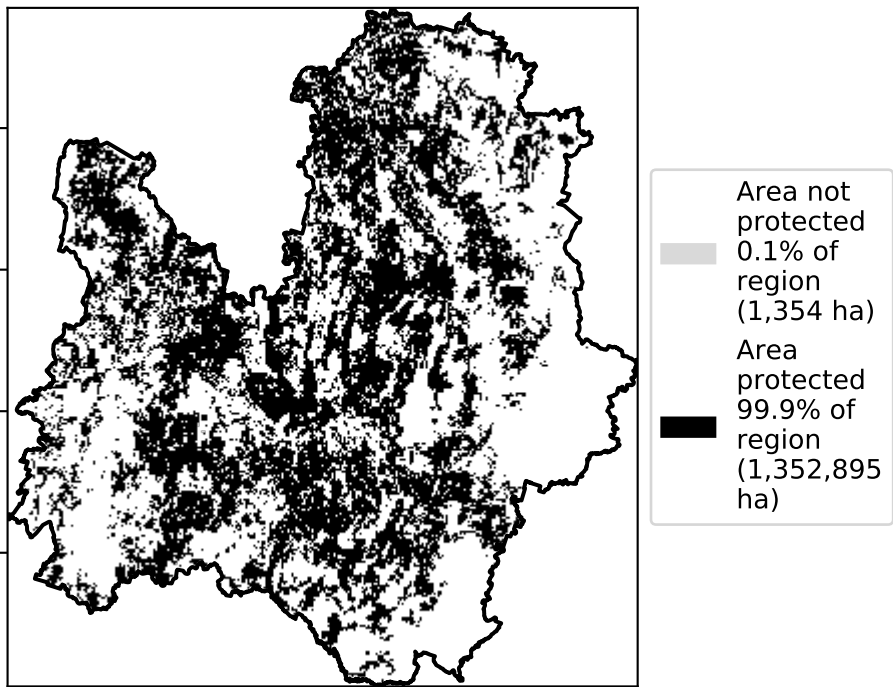 Area not
protected
0.1% of
region
(1,354 ha)
Area
protected
99.9% of
region
(1,352,895
ha)